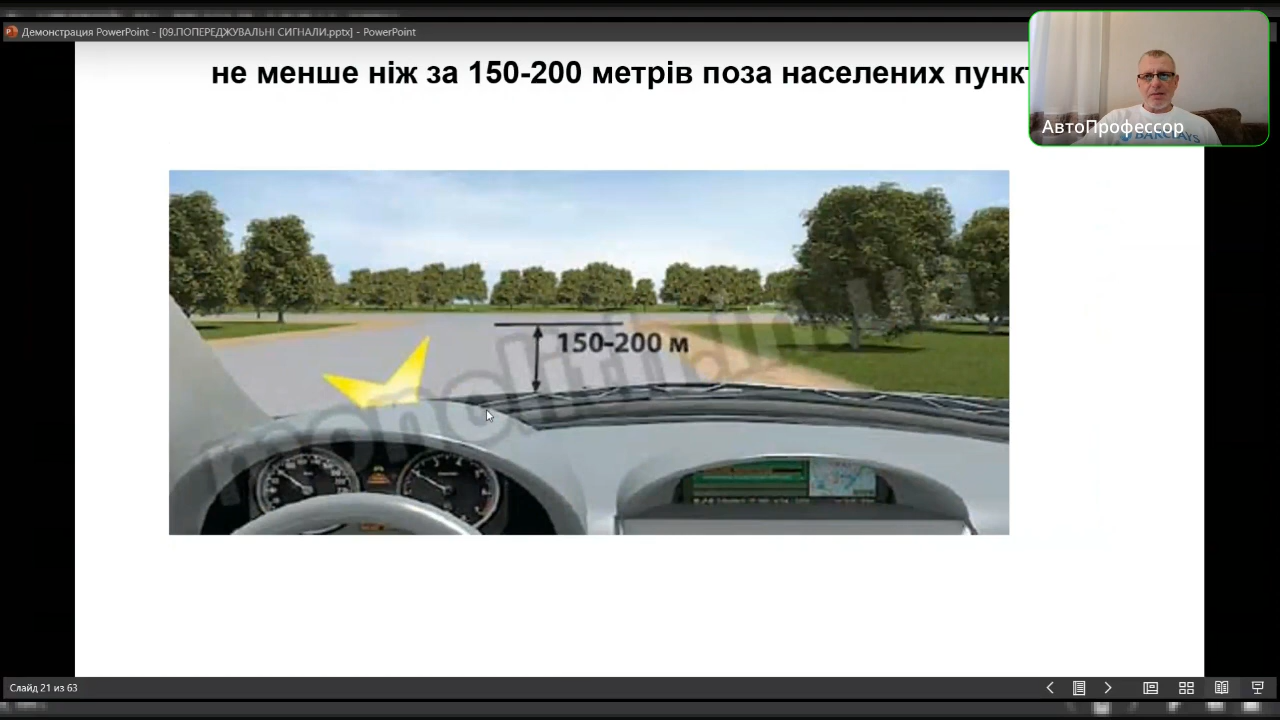 Демонстрация PowerPoint - [09.ПОПЕРЕДЖУВАЛЬНІ СИГНАЛИ.pptx] - PowerPoint
не менше ніж за 150-200 метрів поза населених
АвтоПрофессор
BARCLAYS
150-200 м
Слайд 21 из 63